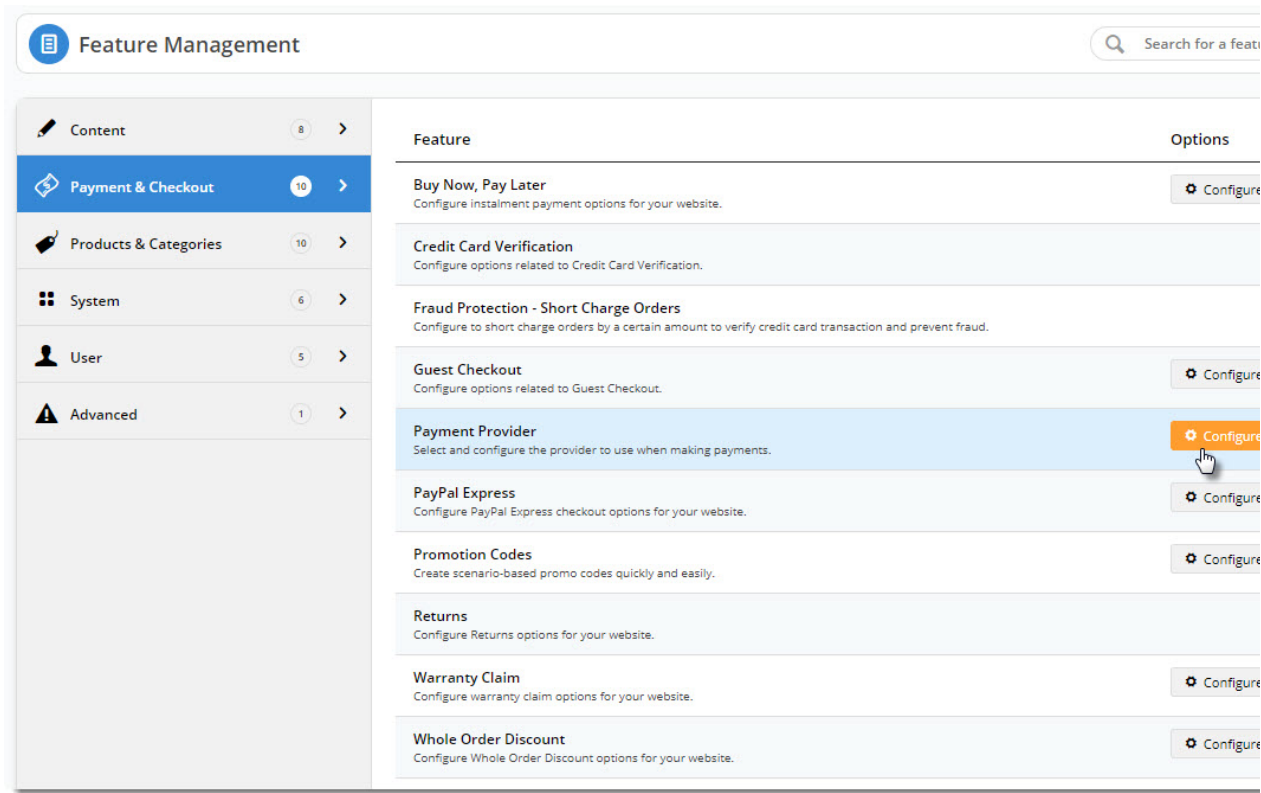 Feature Management
Search for a feat
Content 8
Payment & Checkout 10
Products & Categories 10
System 6
User 5
Advanced 1
Feature Options
Buy Now, Pay Later
Configure instalment payment options for your website.
Configure
Credit Card Verification
Configure options related to Credit Card Verification.
Fraud Protection - Short Charge Orders
Configure to short charge orders by a certain amount to verify credit card transaction and prevent fraud.
Guest Checkout
Configure options related to Guest Checkout.
Configure
Payment Provider
Select and configure the provider to use when making payments.
Configure
PayPal Express
Configure PayPal Express checkout options for your website.
Configure
Promotion Codes
Create scenario-based promo codes quickly and easily.
Configure
Returns
Configure Returns options for your website.
Warranty Claim
Configure warranty claim options for your website.
Configure
Whole Order Discount
Configure Whole Order Discount options for your website.
Configure